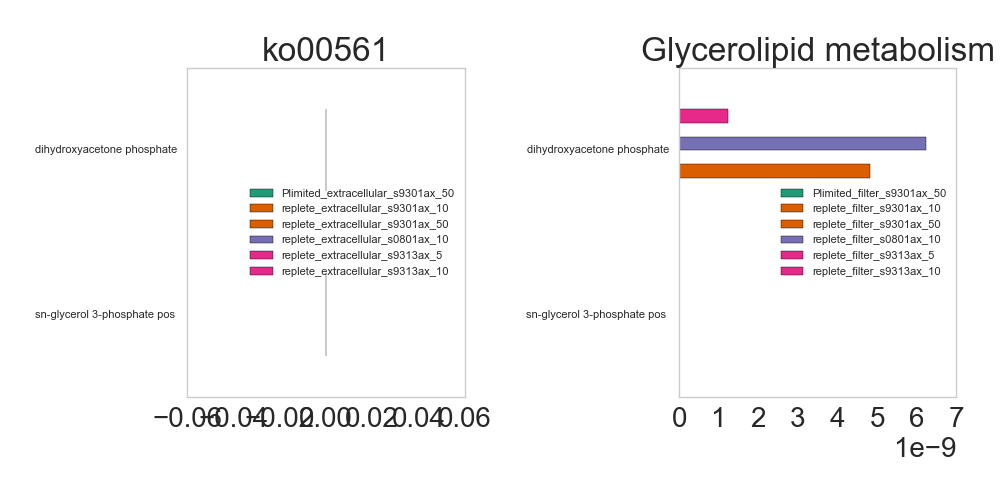 ko00561
dihydroxyacetone phosphate
Plimited_extracellular_s9301ax_50
replete_extracellular_s9301ax_10
replete_extracellular_s9301ax_50
replete_extracellular_s0801ax_10
replete_extracellular_s9313ax_5
replete_extracellular_s9313ax_10
sn-glycerol 3-phosphate pos
−0.06 −0.04 −0.02 0.00 0.02 0.04 0.06
Glycerolipid metabolism
dihydroxyacetone phosphate
Plimited_filter_s9301ax_50
replete_filter_s9301ax_10
replete_filter_s9301ax_50
replete_filter_s0801ax_10
replete_filter_s9313ax_5
replete_filter_s9313ax_10
sn-glycerol 3-phosphate pos
0 1 2 3 4 5 6 7
1e−9